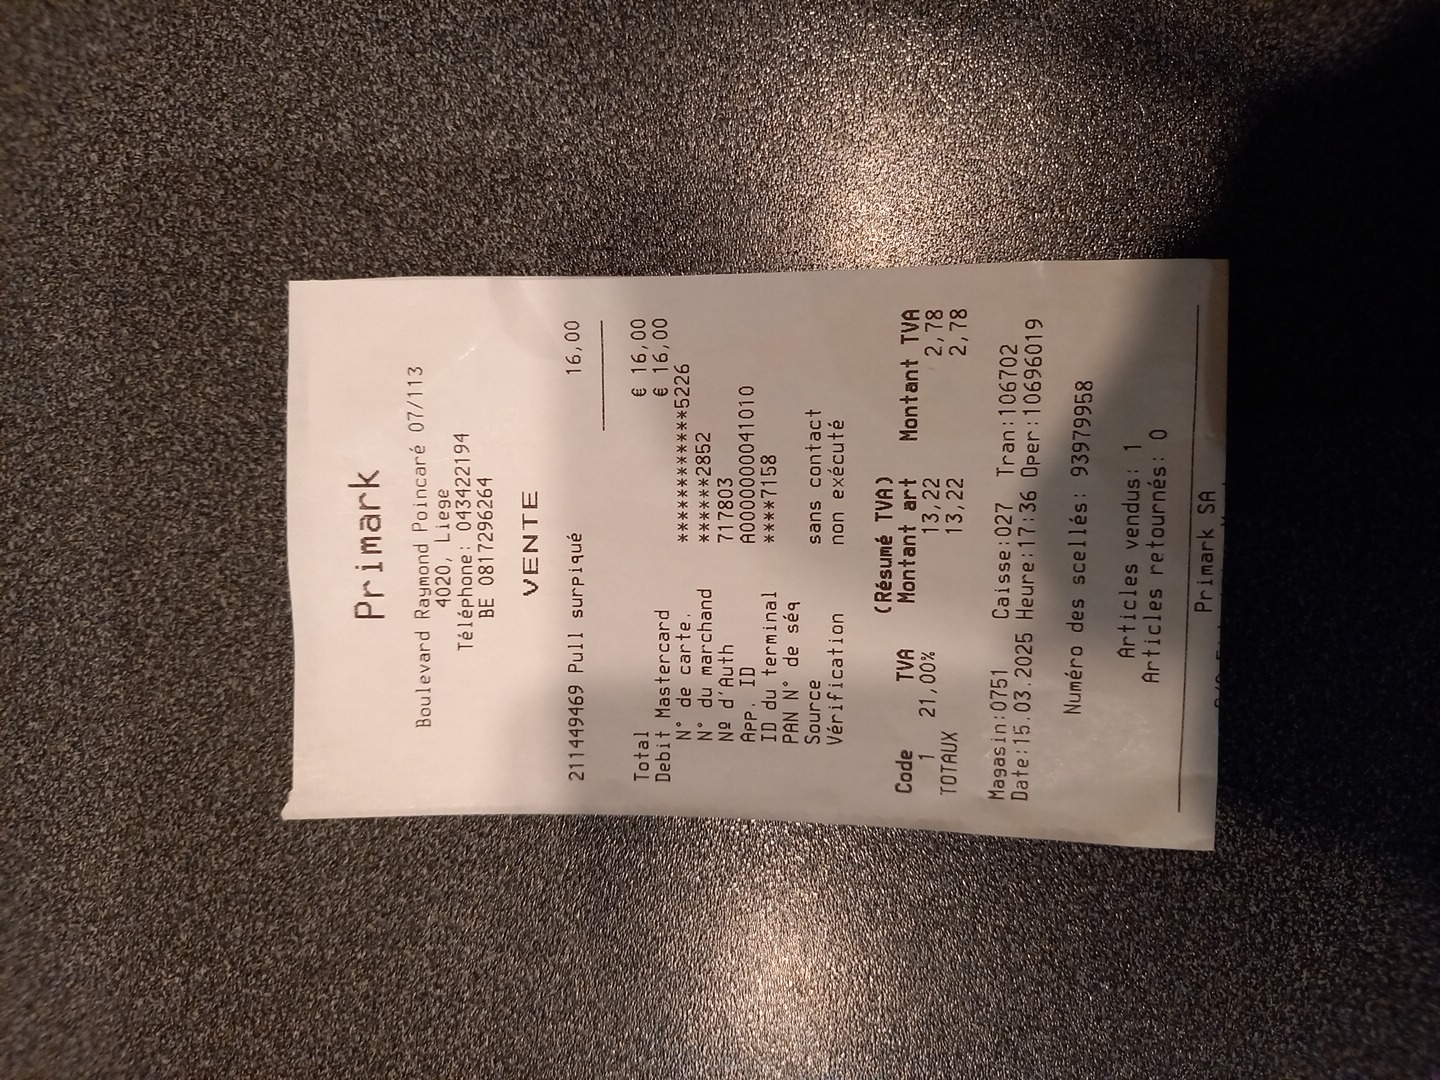 Primark
Boulevard Raymond Poincaré 07/113
4020, Liege
Téléphone: 043422194
BE 0817296264
VENTE
211449469 Pull surpiqué 16,00
Total € 16,00
Debit Mastercard € 16,00
N° de carte. ************5226
N° du marchand ******2852
Nº d'Auth 717803
App. ID A0000000041010
ID du terminal ****7158
PAN N° de séq
Source sans contact
Vérification non exécuté
(Résumé TVA)
Code TVA Montant art Montant TVA
1 21,00% 13,22 2,78
TOTAUX 13,22 2,78
Magasin:0751 Caisse:027 Tran:106702
Date:15.03.2025 Heure:17:36 Oper:10696019
Numéro des scellés: 93979958
Articles vendus: 1
Articles retournés: 0
Primark SA